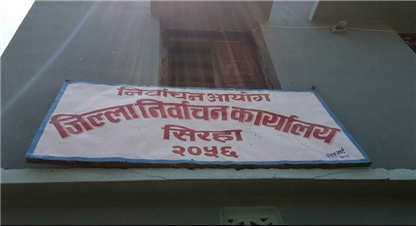 निर्वाचन आयोग
जिल्ला निर्वाचन कार्यालय
सिरहा
२०५६